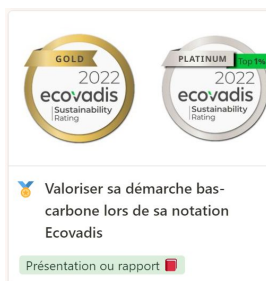 GOLD
2022
ecovadis
Sustainability
Rating
PLATINUM
Top 1%
2022
ecovadis
Sustainability
Rating
Valoriser sa démarche bas-
carbone lors de sa notation
Ecovadis
Présentation ou rapport